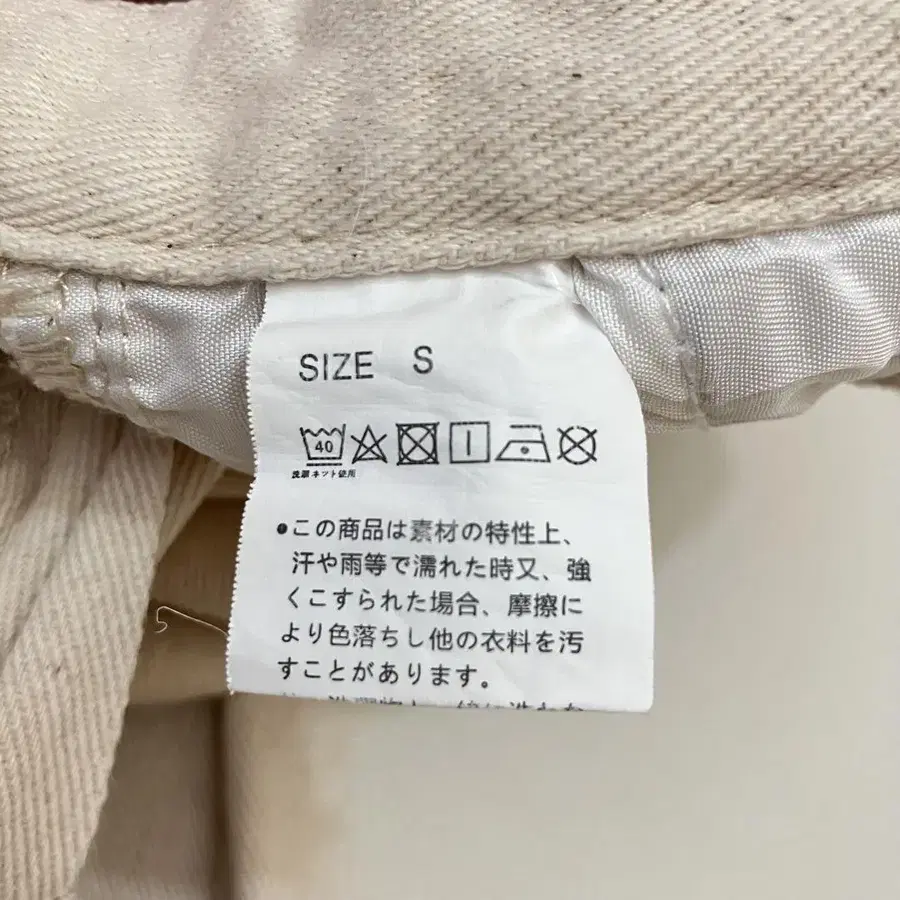 SIZE S
40
洗濯ネット使用
●この商品は素材の特性上、
汗や雨等で濡れた時又、強
くこすられた場合、摩擦に
より色落ちし他の衣料を汚
すことがあります。